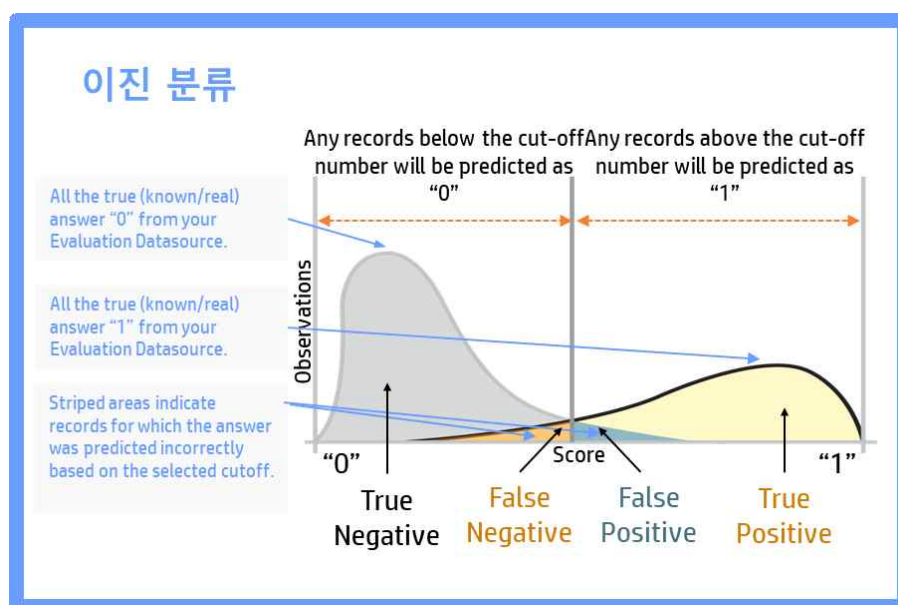 이진 분류
Any records below the cut-off
number will be predicted as
“0”
Any records above the cut-off
number will be predicted as
“1”
All the true (known/real)
answer “0” from your
Evaluation Datasource.
All the true (known/real)
answer “1” from your
Evaluation Datasource.
Striped areas indicate
records for which the answer
was predicted incorrectly
based on the selected cutoff.
Observations
“0”
Score
“1”
True
Negative
False
Negative
False
Positive
True
Positive